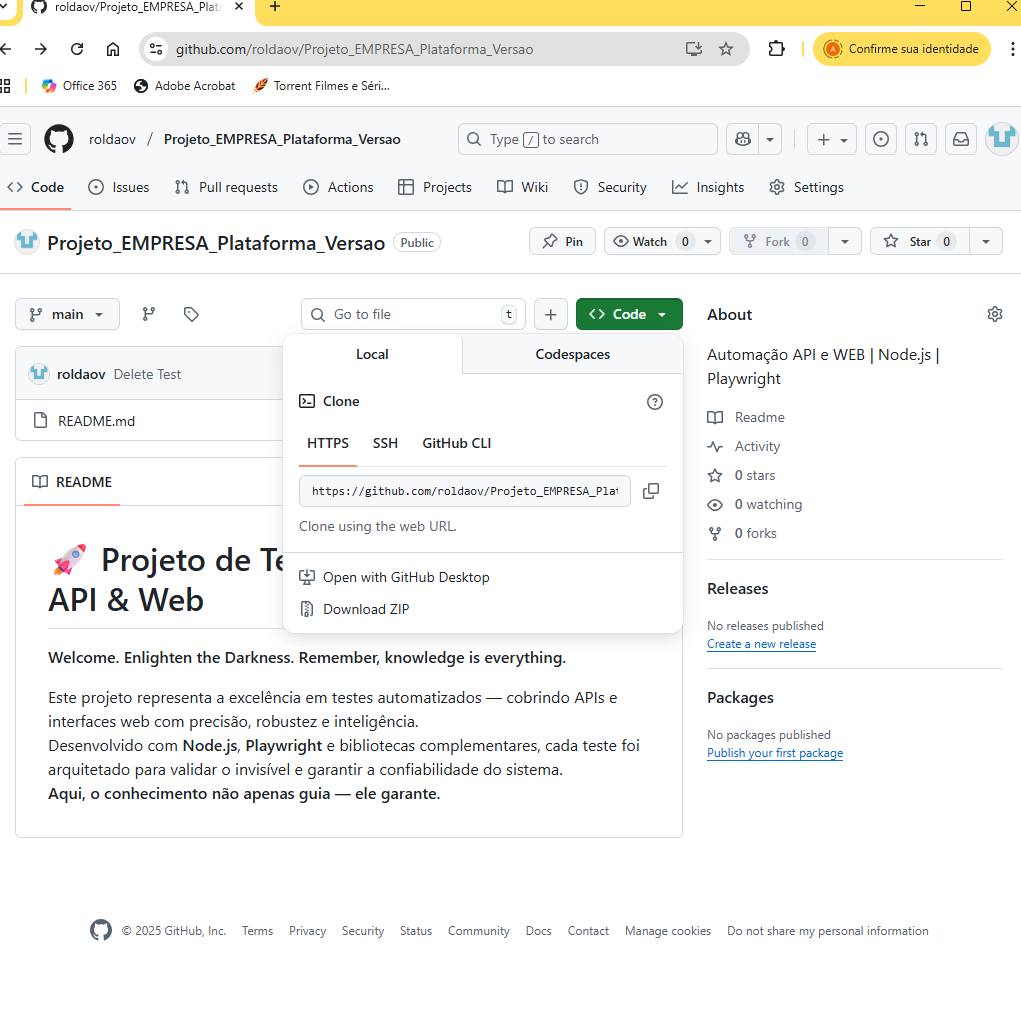 roldaov/Projeto_EMPRESA_Plata
github.com/roldaov/Projeto_EMPRESA_Plataforma_Versao
A
Confirme sua identidade
Office 365
Adobe Acrobat
Torrent Filmes e Séri...
roldaov / Projeto_EMPRESA_Plataforma_Versao
Type / to search
Code
Issues
Pull requests
Actions
Projects
Wiki
Security
Insights
Settings
Projeto_EMPRESA_Plataforma_Versao
Public
Pin
Watch 0
Fork 0
Star 0
main
Go to file
t
Code
Local
Codespaces
roldaov Delete Test
README.md
Clone
HTTPS
SSH
GitHub CLI
https://github.com/roldaov/Projeto_EMPRESA_Plat
Clone using the web URL.
Open with GitHub Desktop
Download ZIP
README
🚀 Projeto de Te
API & Web
Welcome. Enlighten the Darkness. Remember, knowledge is everything.
Este projeto representa a excelência em testes automatizados — cobrindo APIs e
interfaces web com precisão, robustez e inteligência.
Desenvolvido com Node.js, Playwright e bibliotecas complementares, cada teste foi
arquitetado para validar o invisível e garantir a confiabilidade do sistema.
Aqui, o conhecimento não apenas guia — ele garante.
About
Automação API e WEB | Node.js |
Playwright
Readme
Activity
0 stars
0 watching
0 forks
Releases
No releases published
Create a new release
Packages
No packages published
Publish your first package
© 2025 GitHub, Inc.
Terms
Privacy
Security
Status
Community
Docs
Contact
Manage cookies
Do not share my personal information